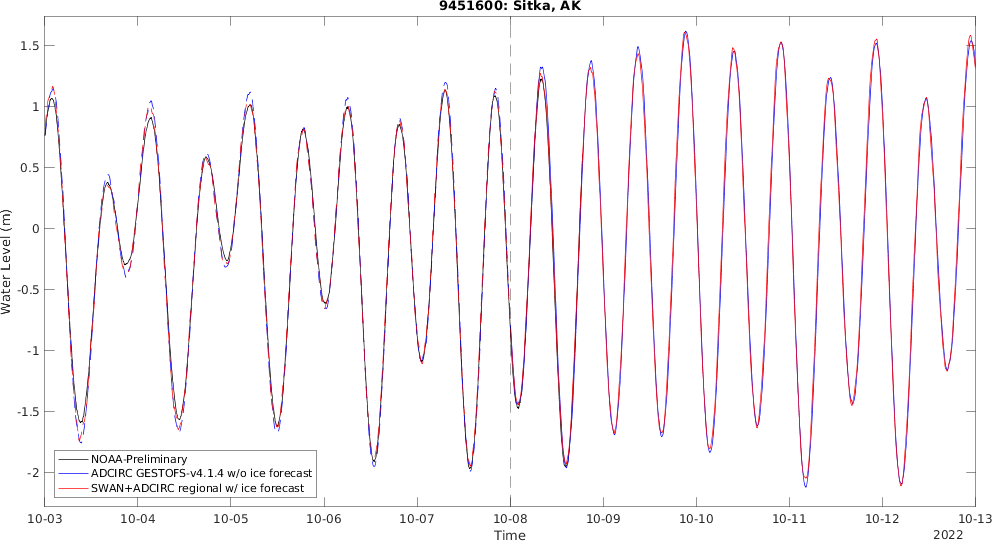 9451600: Sitka, AK
Water Level (m)
1.5
1
0.5
0
-0.5
-1
-1.5
-2
NOAA-Preliminary
ADCIRC GESTOFS-v4.1.4 w/o ice forecast
SWAN+ADCIRC regional w/ ice forecast
10-03 10-04 10-05 10-06 10-07 10-08 10-09 10-10 10-11 10-12 10-13
Time
2022